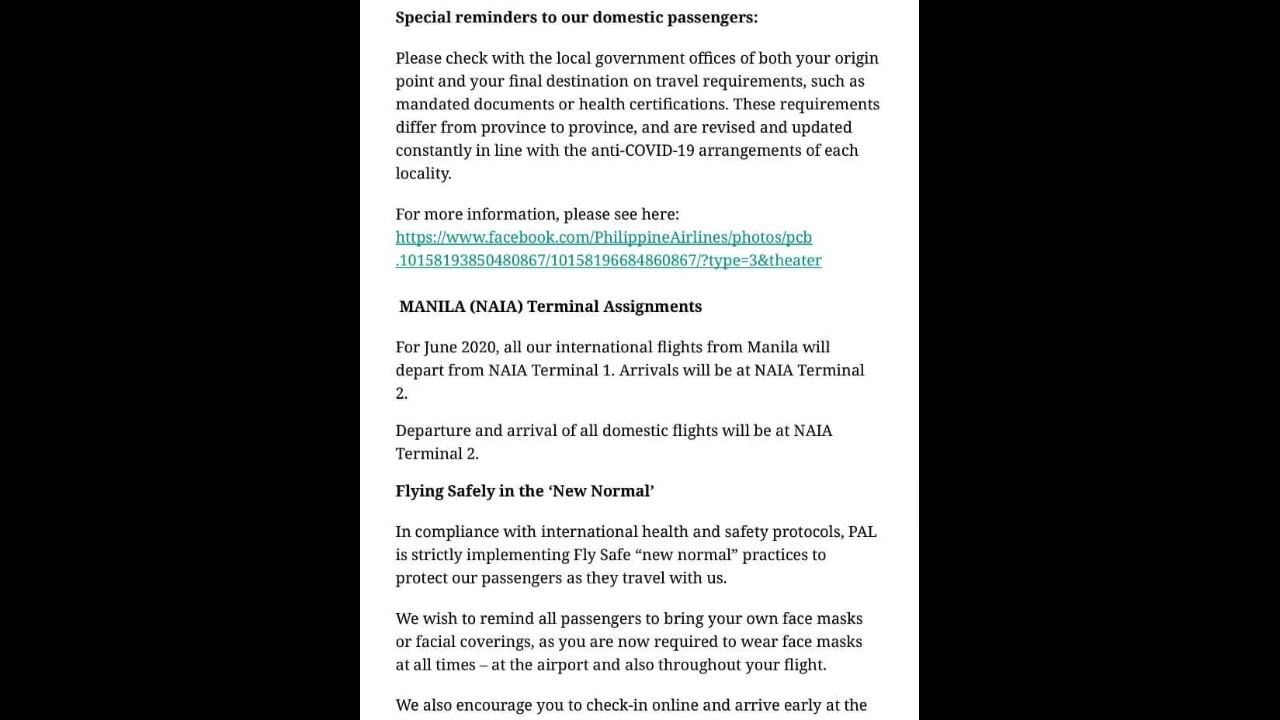 Special reminders to our domestic passengers:
Please check with the local government offices of both your origin
point and your final destination on travel requirements, such as
mandated documents or health certifications. These requirements
differ from province to province, and are revised and updated
constantly in line with the anti-COVID-19 arrangements of each
locality.
For more information, please see here:
https://www.facebook.com/PhilippineAirlines/photos/pcb
.10158193850480867/10158196684860867/?type=3&theater
MANILA (NAIA) Terminal Assignments
For June 2020, all our international flights from Manila will
depart from NAIA Terminal 1. Arrivals will be at NAIA Terminal
2.
Departure and arrival of all domestic flights will be at NAIA
Terminal 2.
Flying Safely in the ‘New Normal’
In compliance with international health and safety protocols, PAL
is strictly implementing Fly Safe “new normal” practices to
protect our passengers as they travel with us.
We wish to remind all passengers to bring your own face masks
or facial coverings, as you are now required to wear face masks
at all times – at the airport and also throughout your flight.
We also encourage you to check-in online and arrive early at the